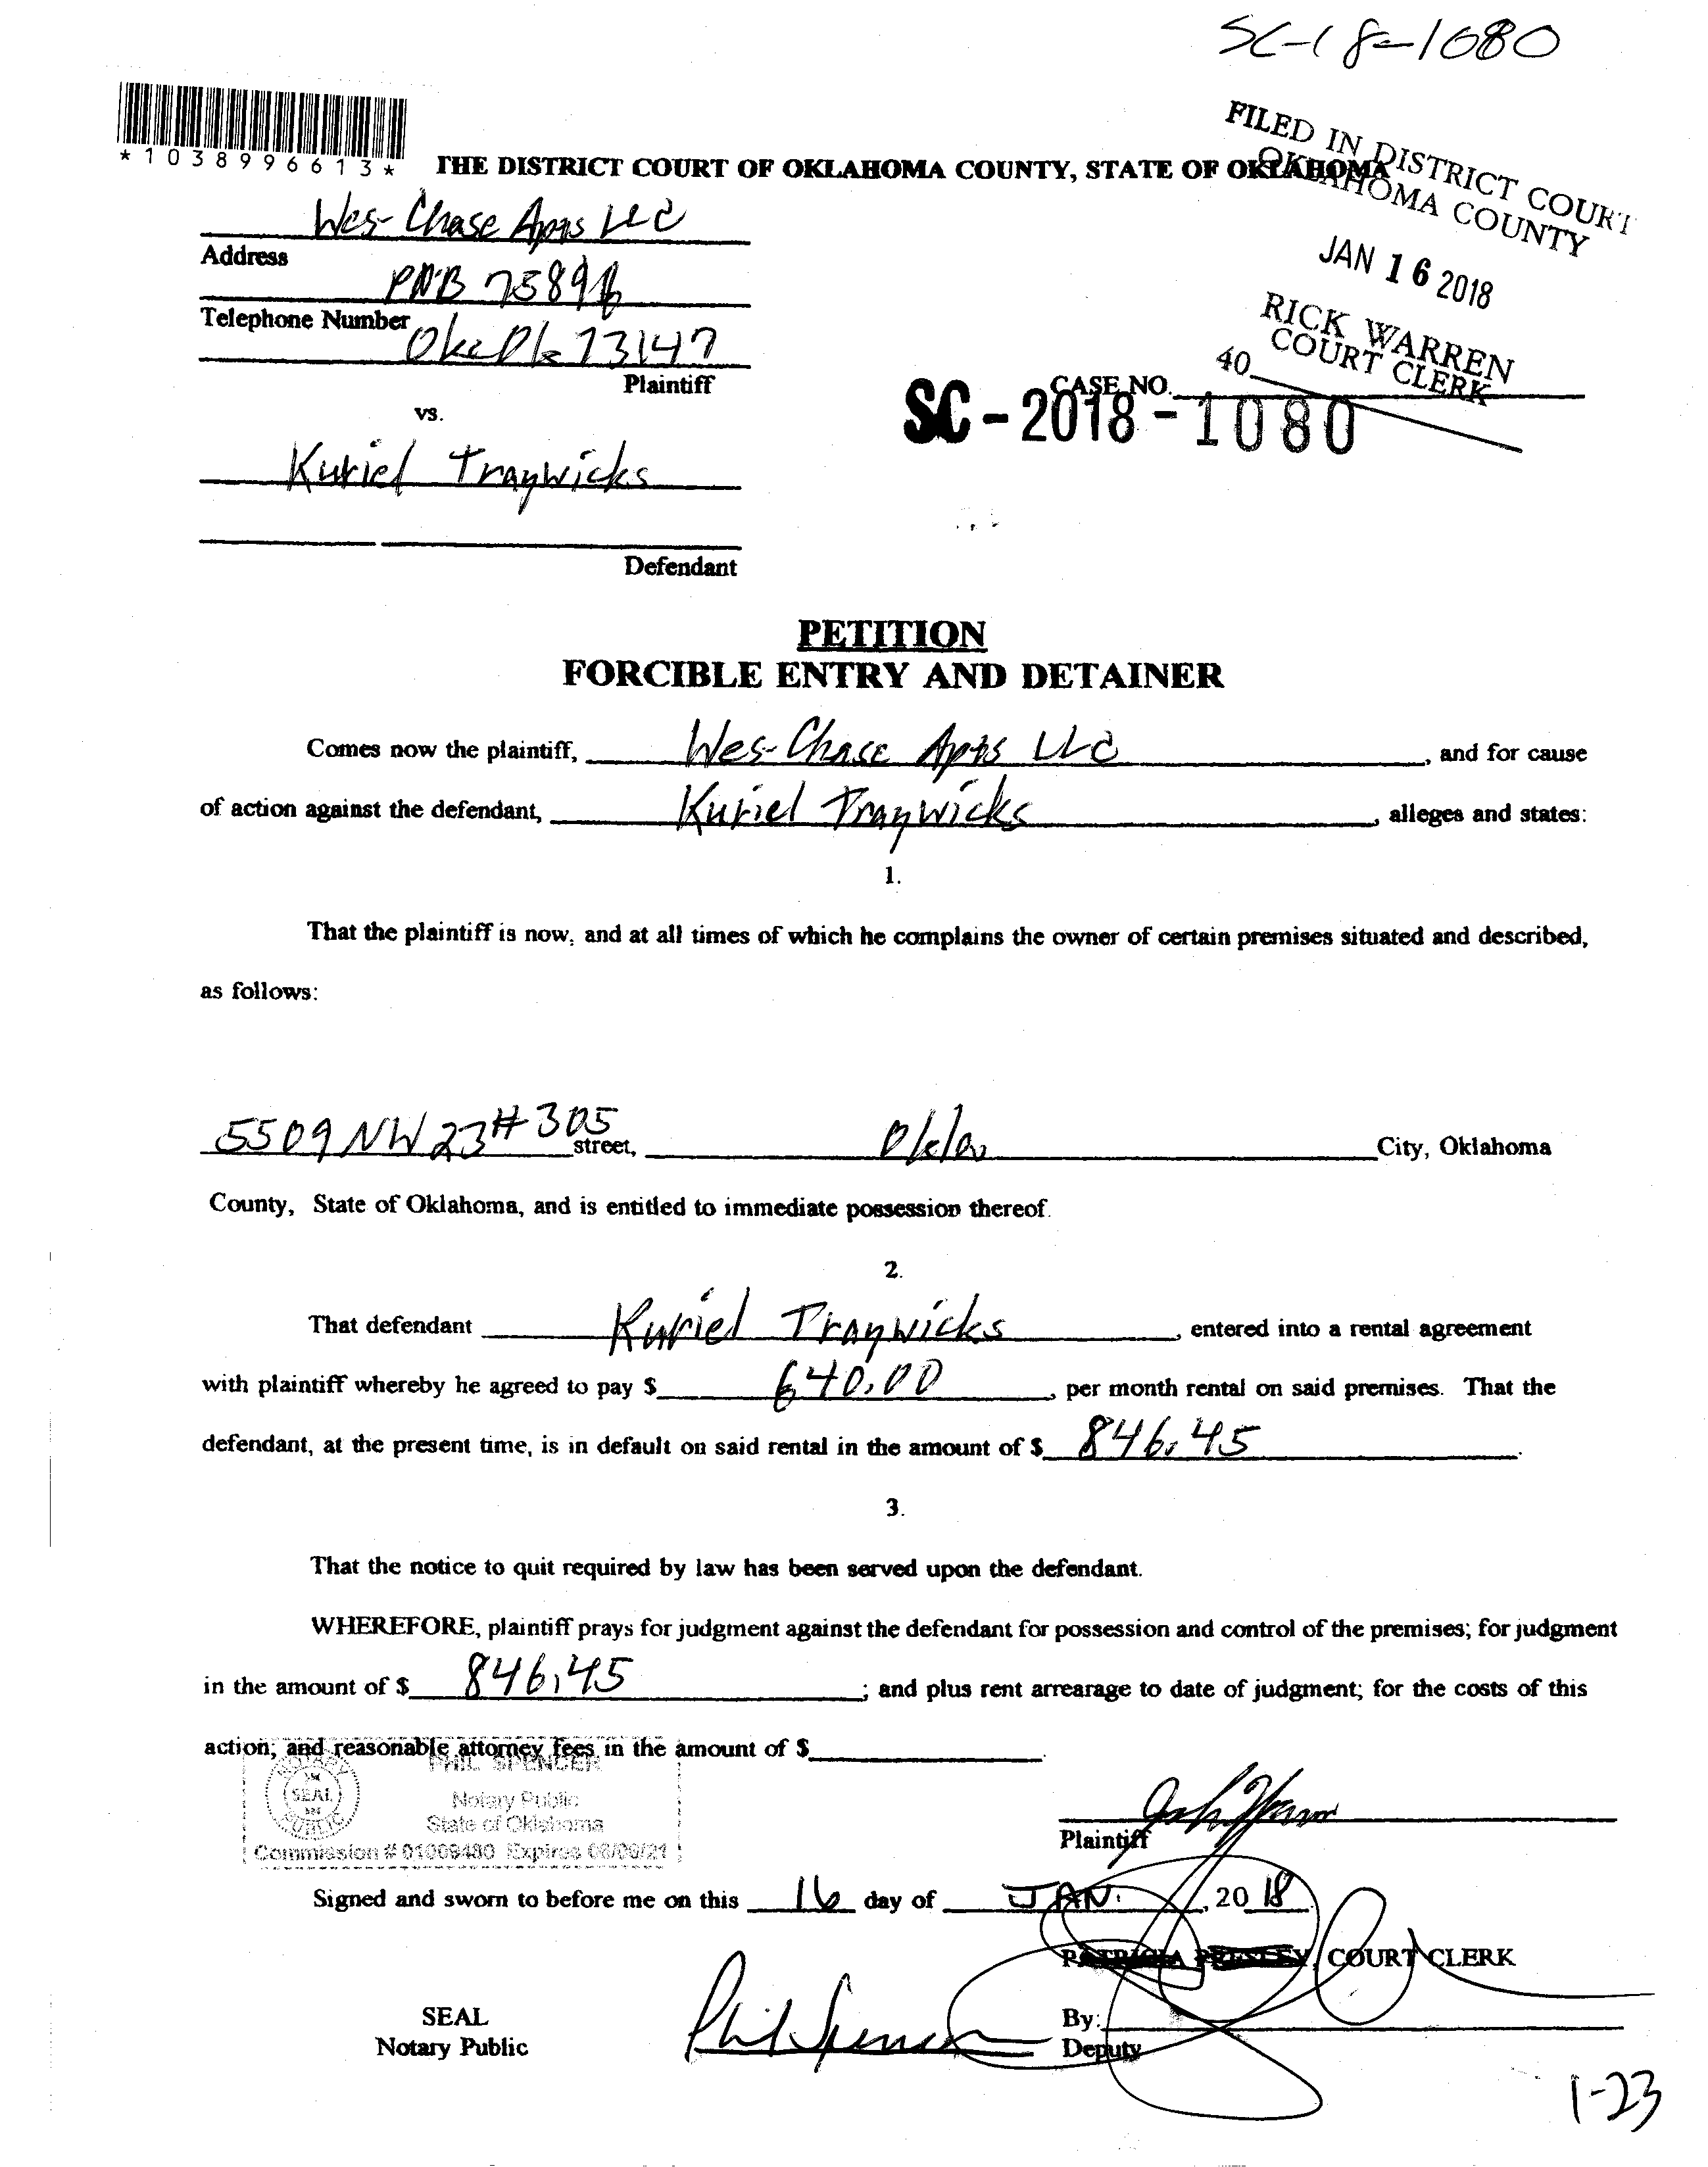 SC-18-1080
*1038996613*
FILED IN DISTRICT COURT
OKLAHOMA COUNTY
THE DISTRICT COURT OF OKLAHOMA COUNTY, STATE OF OKLAHOMA
JAN 16 2018
RICK WARREN
COURT CLERK
40
Wes-Chase Apts LLC
Address
POB 75891
Telephone Number
Okc Ok 73147
Plaintiff
CASE NO.
SC-2018-1080
vs.
Kuriel Traywicks
Defendant
PETITION
FORCIBLE ENTRY AND DETAINER
Comes now the plaintiff, Wes-Chase Apts LLC, and for cause
of action against the defendant, Kuriel Traywicks, alleges and states:
1.
That the plaintiff is now, and at all times of which he complains the owner of certain premises situated and described,
as follows:
5509 NW 23 #305 street, Okla City, Oklahoma
County, State of Oklahoma, and is entitled to immediate possession thereof.
2.
That defendant Kuriel Traywicks, entered into a rental agreement
with plaintiff whereby he agreed to pay $ 640.00, per month rental on said premises. That the
defendant, at the present time, is in default on said rental in the amount of $ 846.45.
3.
That the notice to quit required by law has been served upon the defendant.
WHEREFORE, plaintiff prays for judgment against the defendant for possession and control of the premises; for judgment
in the amount of $ 846.45; and plus rent arrearage to date of judgment; for the costs of this
action; and reasonable attorney fees in the amount of $
PHIL SPENCER
Notary Public
State of Oklahoma
Commission # 01009480 Expires
NOTARY SEAL PUBLIC
Plaintiff
Signed and sworn to before me on this 16 day of JAN., 2018
PATRICIA PRESLEY, COURT CLERK
SEAL
By:
Notary Public
Phil Spencer
Deputy
1-23